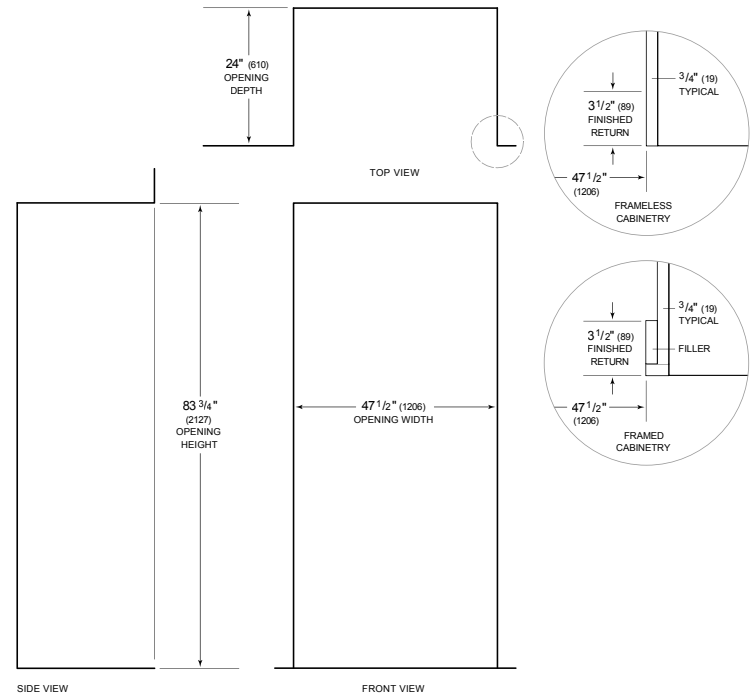 24" (610)
OPENING
DEPTH
TOP VIEW
3 1/2" (89)
FINISHED
RETURN
3/4" (19)
TYPICAL
47 1/2"
(1206)
FRAMELESS
CABINETRY
3 1/2" (89)
FINISHED
RETURN
3/4" (19)
TYPICAL
FILLER
47 1/2"
(1206)
FRAMED
CABINETRY
83 3/4"
(2127)
OPENING
HEIGHT
47 1/2" (1206)
OPENING WIDTH
SIDE VIEW
FRONT VIEW